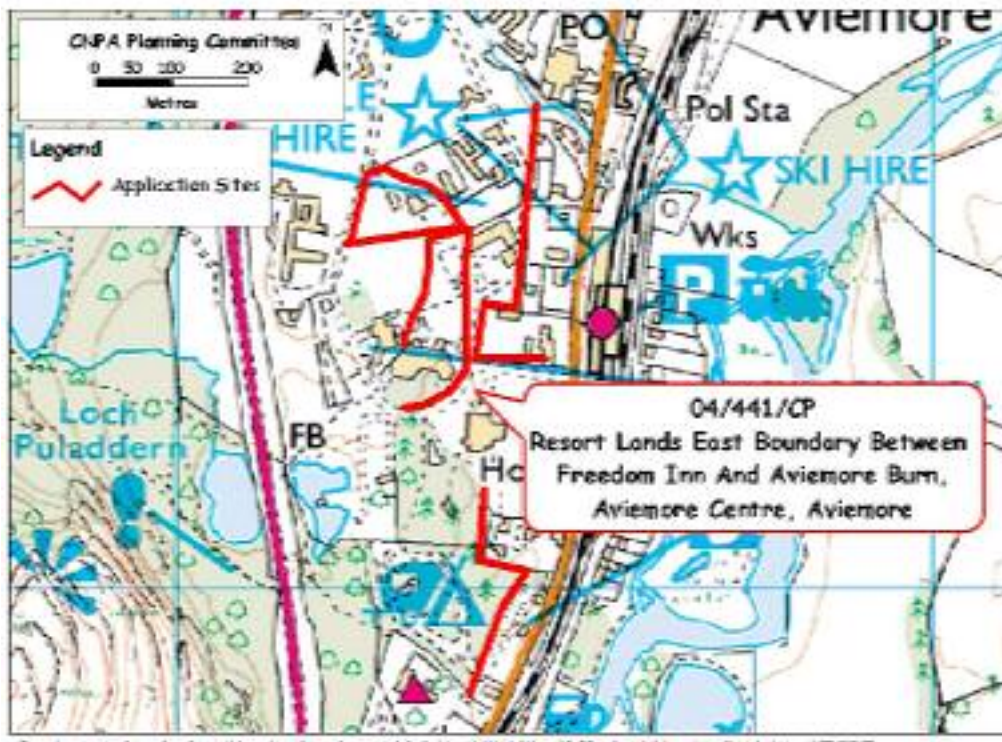 CNPA Planning Committee
0 50 100 200
Metres
Legend
Application Sites
PO
Aviemore
HIRE
Pol Sta
SKI HIRE
Wks
P
Loch
Puladdern
FB
04/441/CP
Resort Lands East Boundary Between
Freedom Inn And Aviemore Burn,
Aviemore Centre, Aviemore